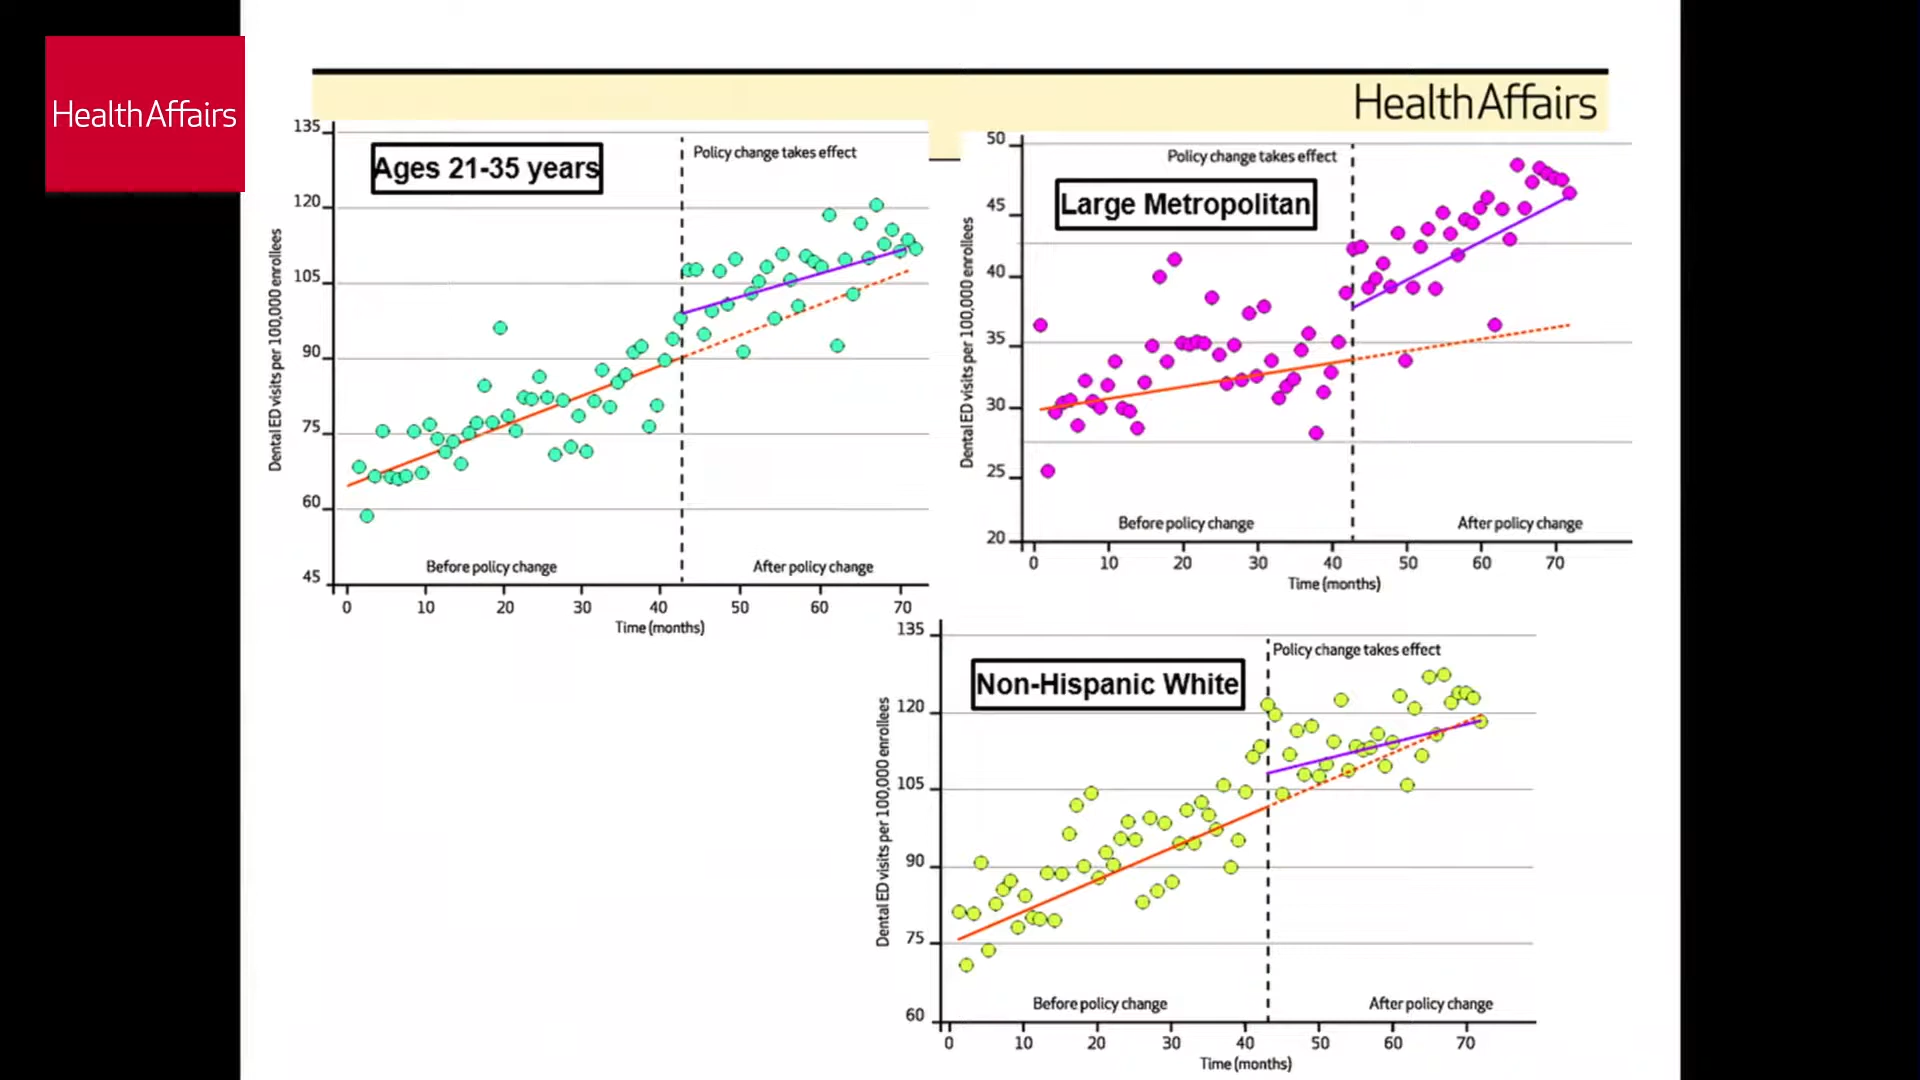 HealthAffairs
HealthAffairs
Ages 21-35 years
Policy change takes effect
Dental ED visits per 100,000 enrollees
135
120
105
90
75
60
45
Before policy change
After policy change
0 10 20 30 40 50 60 70
Time (months)
Large Metropolitan
Policy change takes effect
Dental ED visits per 100,000 enrollees
50
45
40
35
30
25
20
Before policy change
After policy change
0 10 20 30 40 50 60 70
Time (months)
Non-Hispanic White
Policy change takes effect
Dental ED visits per 100,000 enrollees
135
120
105
90
75
60
Before policy change
After policy change
0 10 20 30 40 50 60 70
Time (months)